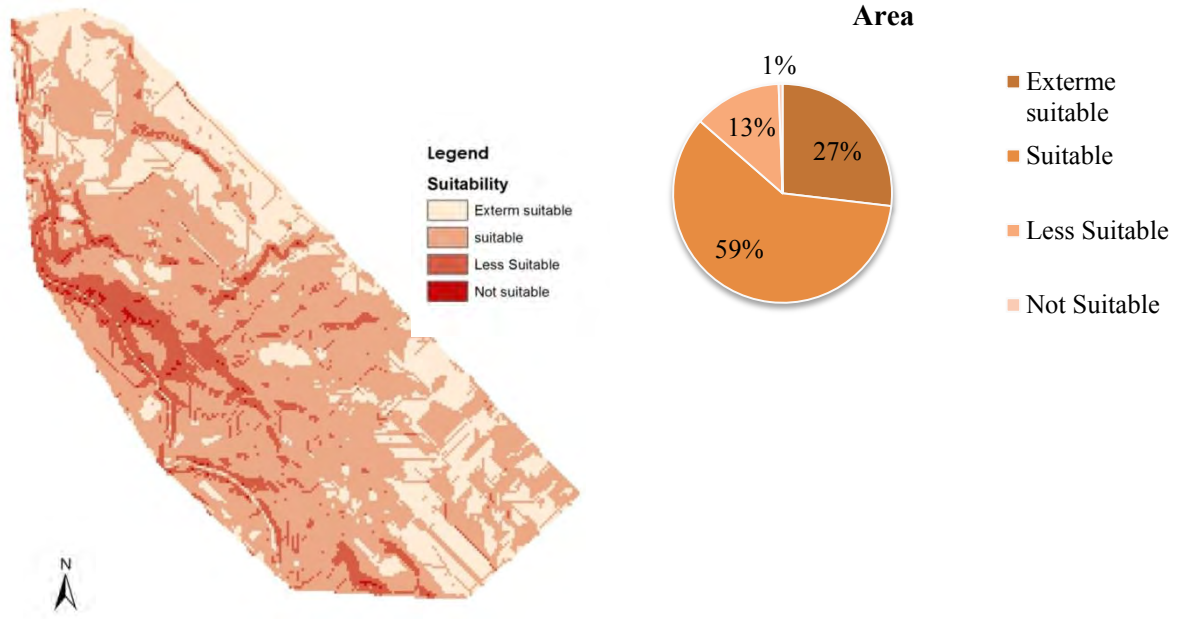 Legend
Suitability
Exterm suitable
suitable
Less Suitable
Not suitable
N
Area
1%
13%
27%
59%
Exterme
suitable
Suitable
Less Suitable
Not Suitable